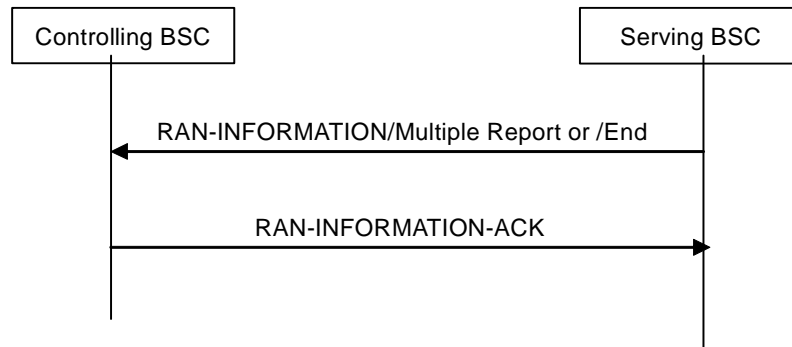 Controlling BSC
Serving BSC
RAN-INFORMATION/Multiple Report or /End
RAN-INFORMATION-ACK